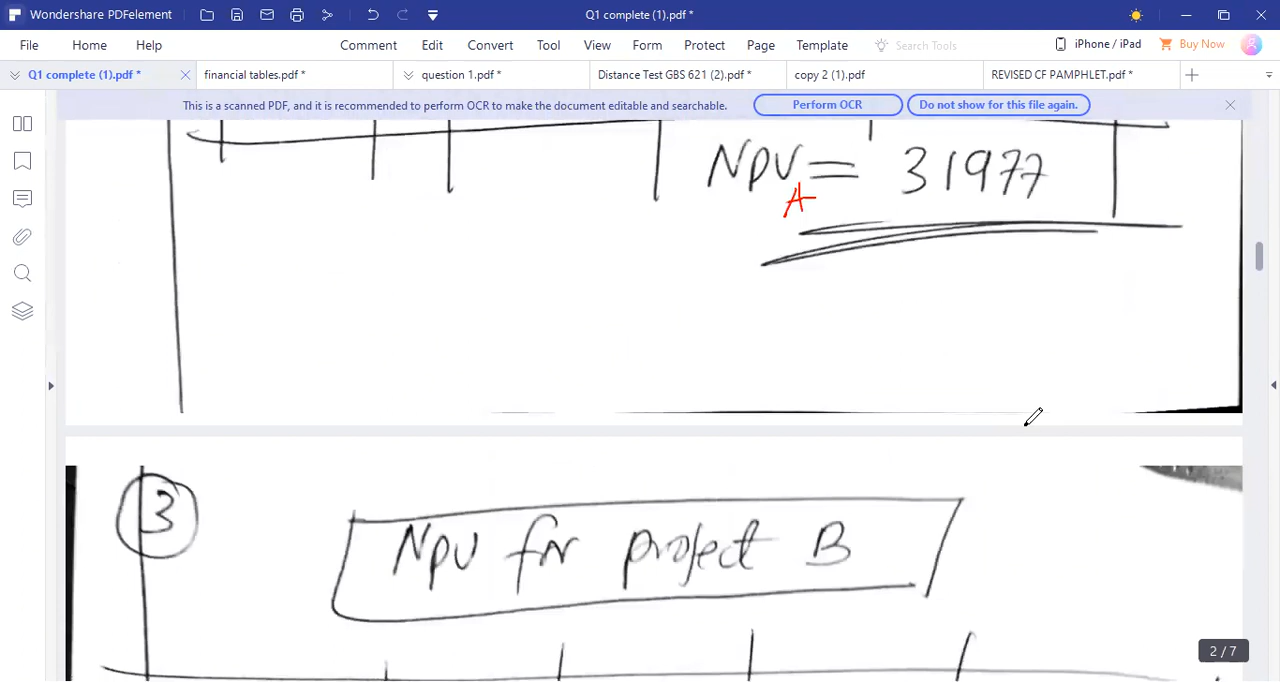 Wondershare PDFelement
Q1 complete (1).pdf *
File Home Help Comment Edit Convert Tool View Form Protect Page Template Search Tools iPhone / iPad Buy Now
Q1 complete (1).pdf * financial tables.pdf * question 1.pdf * Distance Test GBS 621 (2).pdf * copy 2 (1).pdf REVISED CF PAMPHLET.pdf *
This is a scanned PDF, and it is recommended to perform OCR to make the document editable and searchable. Perform OCR Do not show for this file again.
NPV = 31977
A
3
NPV for project B
2 / 7